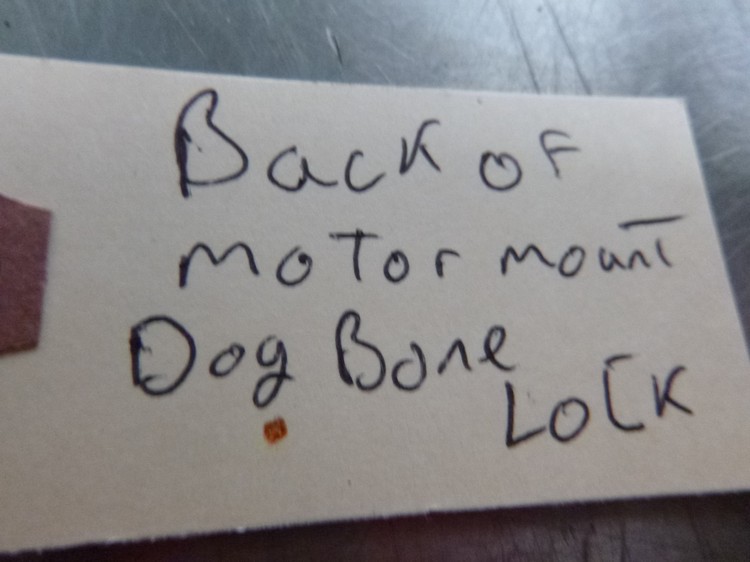 Back of
motor mount
Dog Bone
Lock